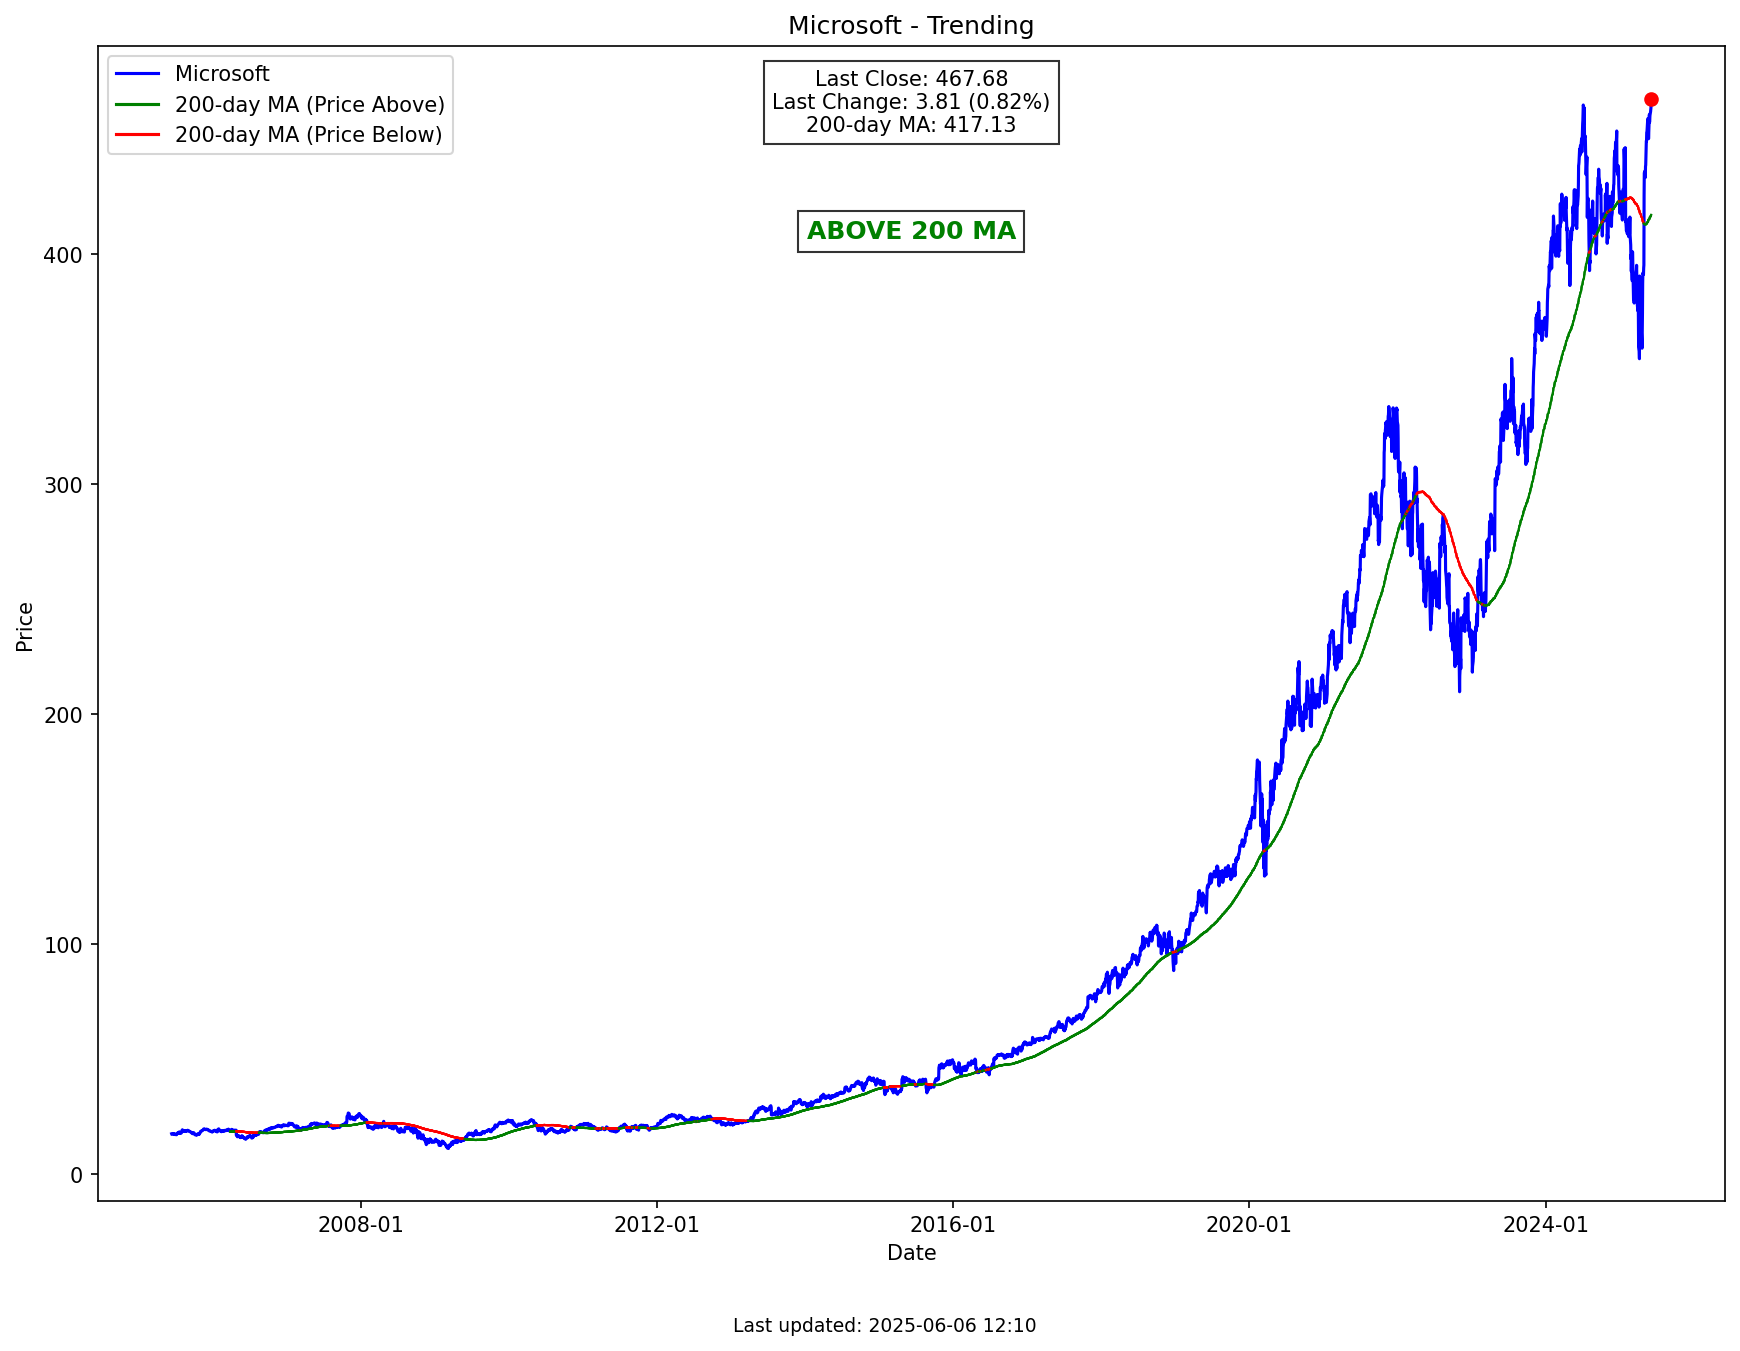 Microsoft - Trending
Microsoft
200-day MA (Price Above)
200-day MA (Price Below)
Last Close: 467.68
Last Change: 3.81 (0.82%)
200-day MA: 417.13
ABOVE 200 MA
Price
400
300
200
100
0
2008-01
2012-01
2016-01
2020-01
2024-01
Date
Last updated: 2025-06-06 12:10